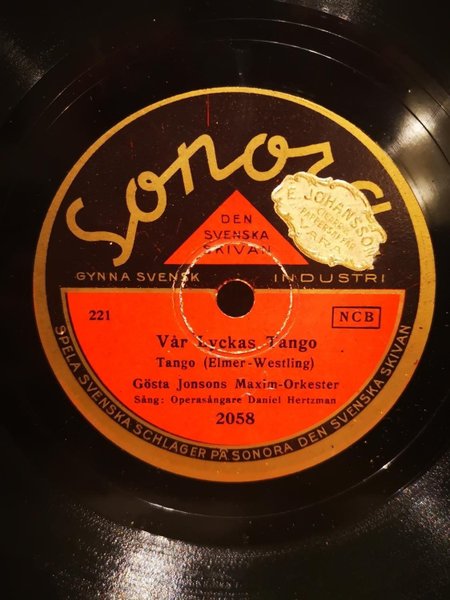 Sonora
E. JOHANSSO
DEN
SVENSKA
SKIVAN
GYNNA SVENSK INDUSTRI
221
NCB
Vår Lyckas Tango
Tango (Elmer-Westling)
Gösta Jonsons Maxim-Orkester
Sång: Operasångare Daniel Hertzman
2058
SPELA SVENSKA SCHLAGER PÅ SONORA DEN SVENSKA SKIVAN